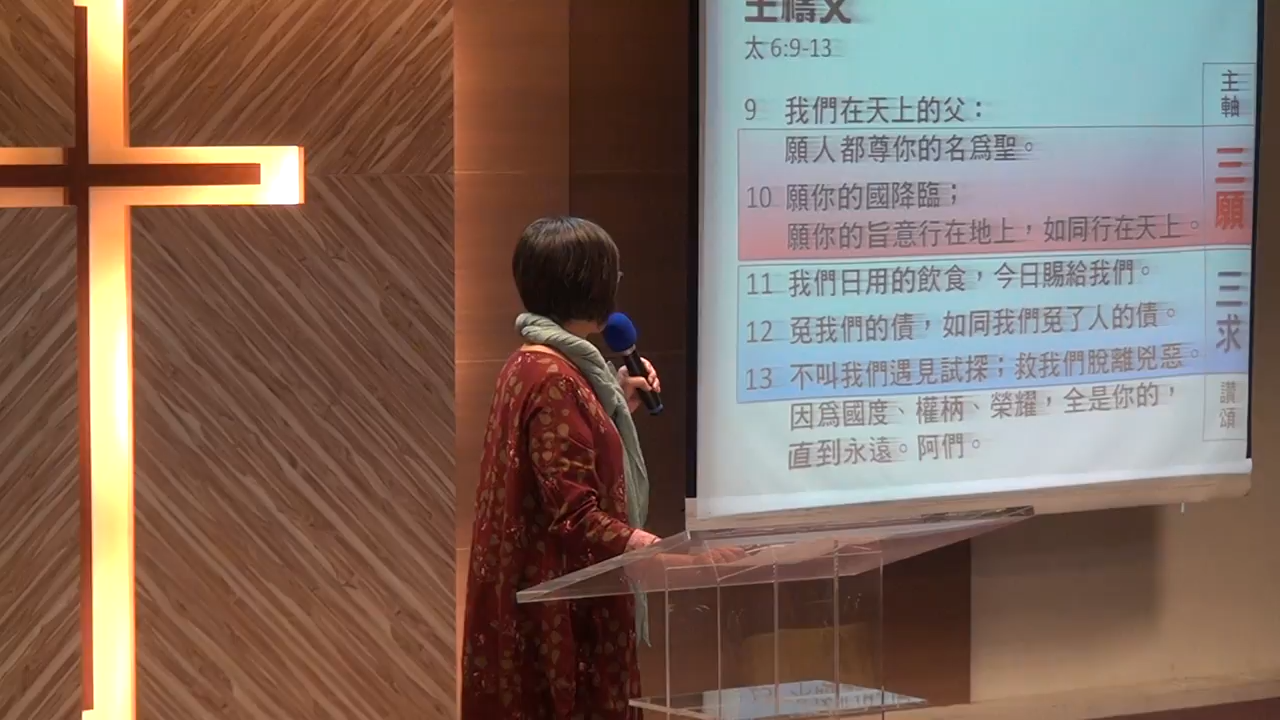 主禱文
太 6:9-13
主軸
9 我們在天上的父：
願人都尊你的名爲聖。
10 願你的國降臨；
願你的旨意行在地上，如同行在天上。
三願
11 我們日用的飲食，今日賜給我們。
12 免我們的債，如同我們免了人的債。
13 不叫我們遇見試探；救我們脫離兇惡。
三求
因爲國度、權柄、榮耀，全是你的，
直到永遠。阿們。
讚頌